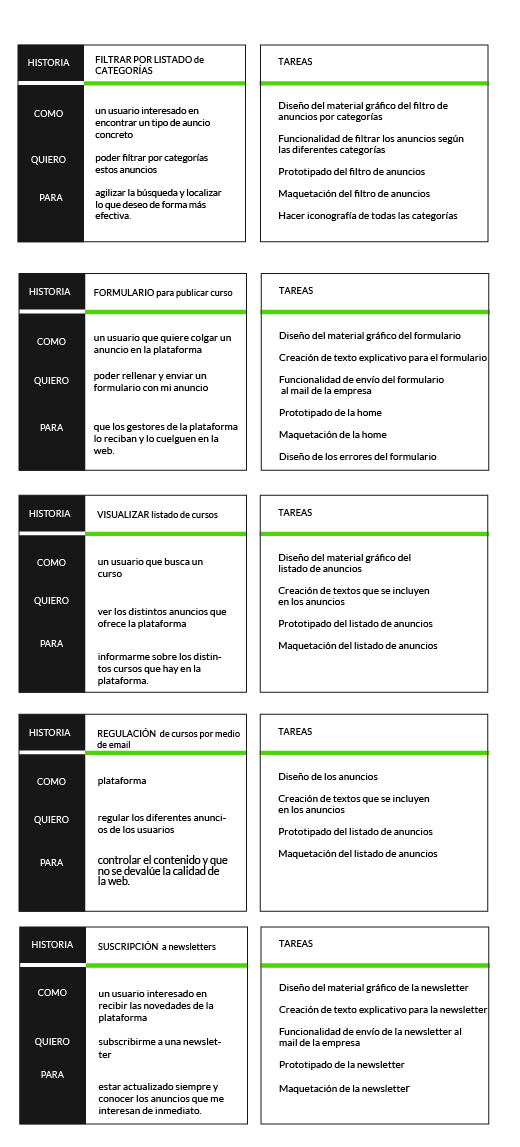 HISTORIA
FILTRAR POR LISTADO de
CATEGORÍAS
COMO
un usuario interesado en
encontrar un tipo de auncio
concreto
QUIERO
poder filtrar por categorías
estos anuncios
PARA
agilizar la búsqueda y localizar
lo que deseo de forma más
efectiva.
TAREAS
Diseño del material gráfico del filtro de
anuncios por categorías
Funcionalidad de filtrar los anuncios según
las diferentes categorías
Prototipado del filtro de anuncios
Maquetación del filtro de anuncios
Hacer iconografía de todas las categorías
HISTORIA
FORMULARIO para publicar curso
COMO
un usuario que quiere colgar un
anuncio en la plataforma
QUIERO
poder rellenar y enviar un
formulario con mi anuncio
PARA
que los gestores de la plataforma
lo reciban y lo cuelguen en la
web.
TAREAS
Diseño del material gráfico del formulario
Creación de texto explicativo para el formulario
Funcionalidad de envío del formulario
al mail de la empresa
Prototipado de la home
Maquetación de la home
Diseño de los errores del formulario
HISTORIA
VISUALIZAR listado de cursos
COMO
un usuario que busca un
curso
QUIERO
ver los distintos anuncios que
ofrece la plataforma
PARA
informarme sobre los distin-
tos cursos que hay en la
plataforma.
TAREAS
Diseño del material gráfico del
listado de anuncios
Creación de textos que se incluyen
en los anuncios
Prototipado del listado de anuncios
Maquetación del listado de anuncios
HISTORIA
REGULACIÓN de cursos por medio
de email
COMO
plataforma
QUIERO
regular los diferentes anunci-
os de los usuarios
PARA
controlar el contenido y que
no se devalúe la calidad de
la web.
TAREAS
Diseño de los anuncios
Creación de textos que se incluyen
en los anuncios
Prototipado del listado de anuncios
Maquetación del listado de anuncios
HISTORIA
SUSCRIPCIÓN a newsletters
COMO
un usuario interesado en
recibir las novedades de la
plataforma
QUIERO
subscribirme a una newslet-
ter
PARA
estar actualizado siempre y
conocer los anuncios que me
interesan de inmediato.
TAREAS
Diseño del material gráfico de la newsletter
Creación de texto explicativo para la newsletter
Funcionalidad de envío de la newsletter al
mail de la empresa
Prototipado de la newsletter
Maquetación de la newsletter